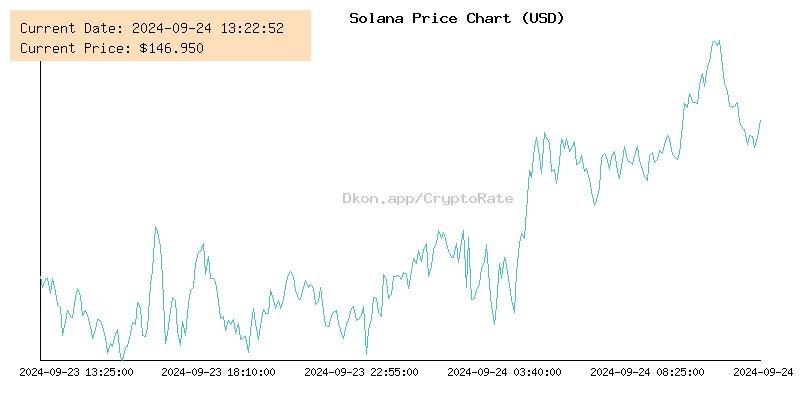 Solana Price Chart (USD)
Current Date: 2024-09-24 13:22:52
Current Price: $146.950
Dkon.app/CryptoRate
2024-09-23 13:25:00 2024-09-23 18:10:00 2024-09-23 22:55:00 2024-09-24 03:40:00 2024-09-24 08:25:00 2024-09-24